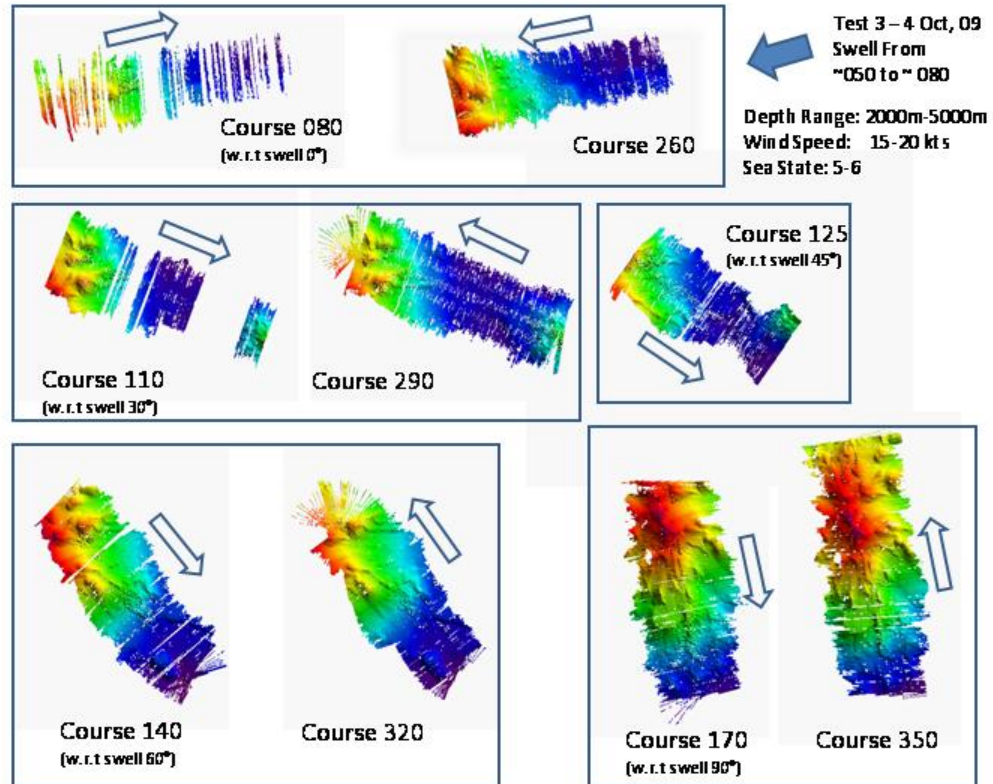 Test 3 – 4 Oct, 09
Swell From
~050 to ~ 080
Depth Range: 2000m-5000m
Wind Speed: 15-20 kts
Sea State: 5-6
Course 080
(w.r.t swell 0°)
Course 260
Course 110
(w.r.t swell 30°)
Course 290
Course 125
(w.r.t swell 45°)
Course 140
(w.r.t swell 60°)
Course 320
Course 170
(w.r.t swell 90°)
Course 350